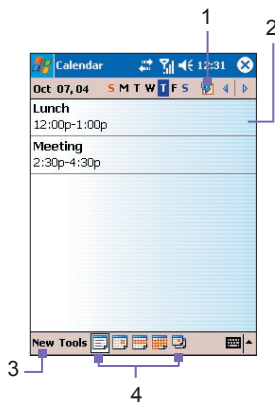 1
2
Calendar 12:31
Oct 07, 04 S M T W T F S
Lunch
12:00p-1:00p
Meeting
2:30p-4:30p
New Tools
3
4